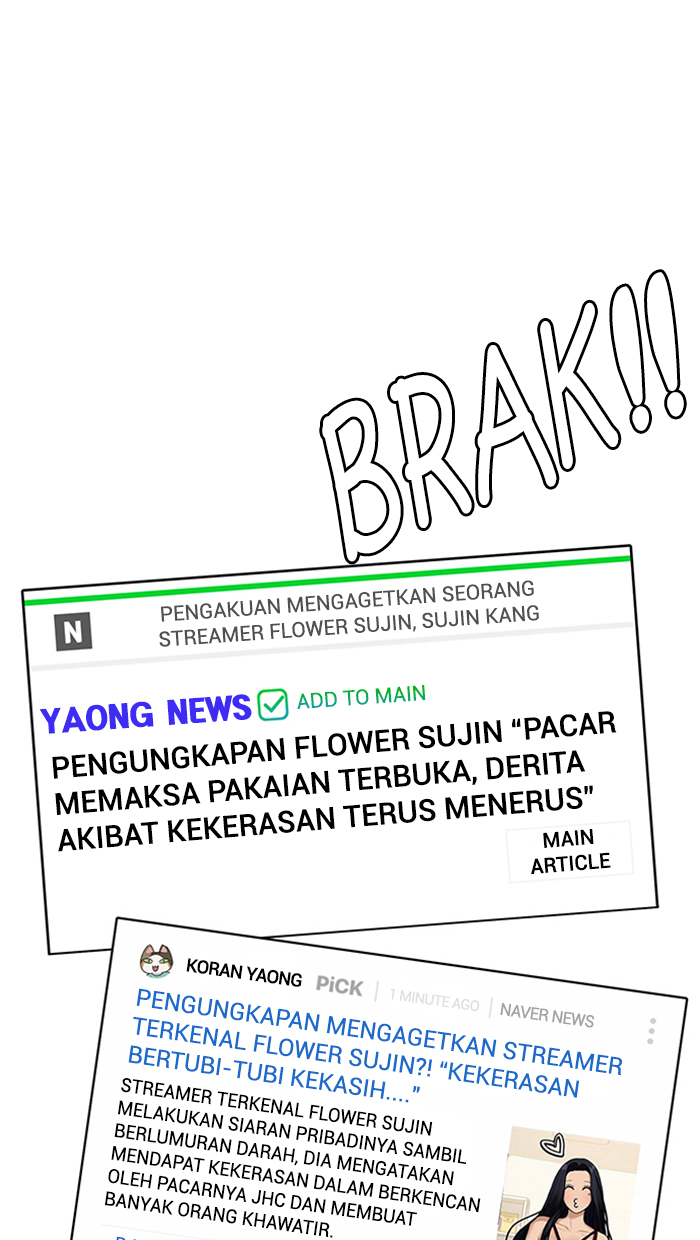 BRAK!!
N
PENGAKUAN MENGAGETKAN SEORANG
STREAMER FLOWER SUJIN, SUJIN KANG
YAONG NEWS ADD TO MAIN
PENGUNGKAPAN FLOWER SUJIN “PACAR
MEMAKSA PAKAIAN TERBUKA, DERITA
AKIBAT KEKERASAN TERUS MENERUS”
MAIN
ARTICLE
KORAN YAONG PiCK | 1 MINUTE AGO | NAVER NEWS
PENGUNGKAPAN MENGAGETKAN STREAMER
TERKENAL FLOWER SUJIN?! “KEKERASAN
BERTUBI-TUBI KEKASIH....”
STREAMER TERKENAL FLOWER SUJIN
MELAKUKAN SIARAN PRIBADINYA SAMBIL
BERLUMURAN DARAH, DIA MENGATAKAN
MENDAPAT KEKERASAN DALAM BERKENCAN
OLEH PACARNYA JHC DAN MEMBUAT
BANYAK ORANG KHAWATIR.